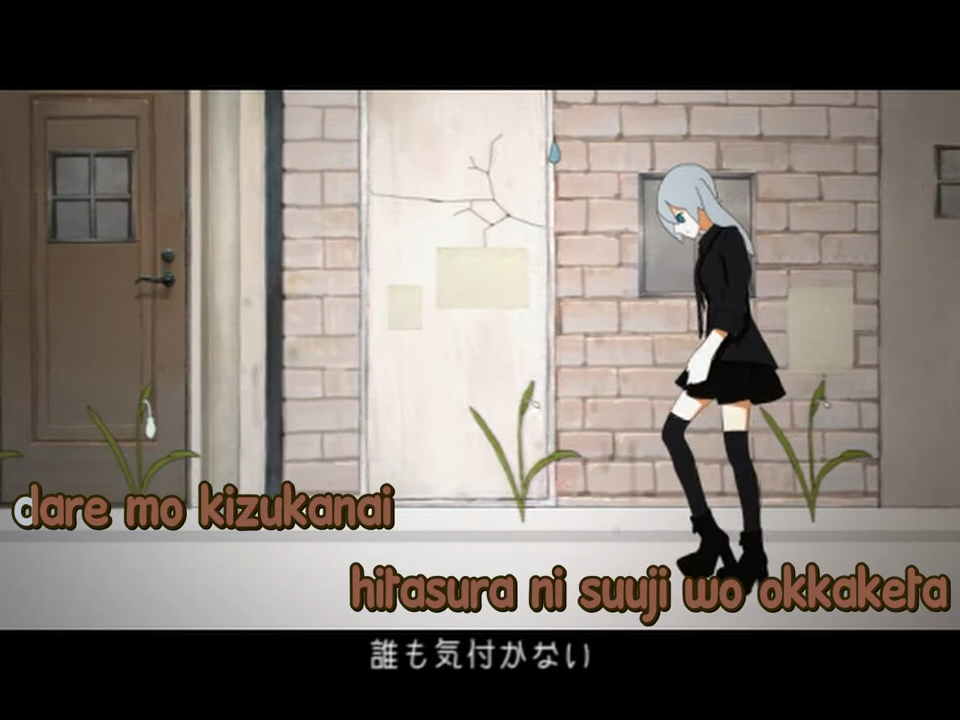 dare mo kizukanai
hitasura ni suuji wo okkaketa
誰も気付かない